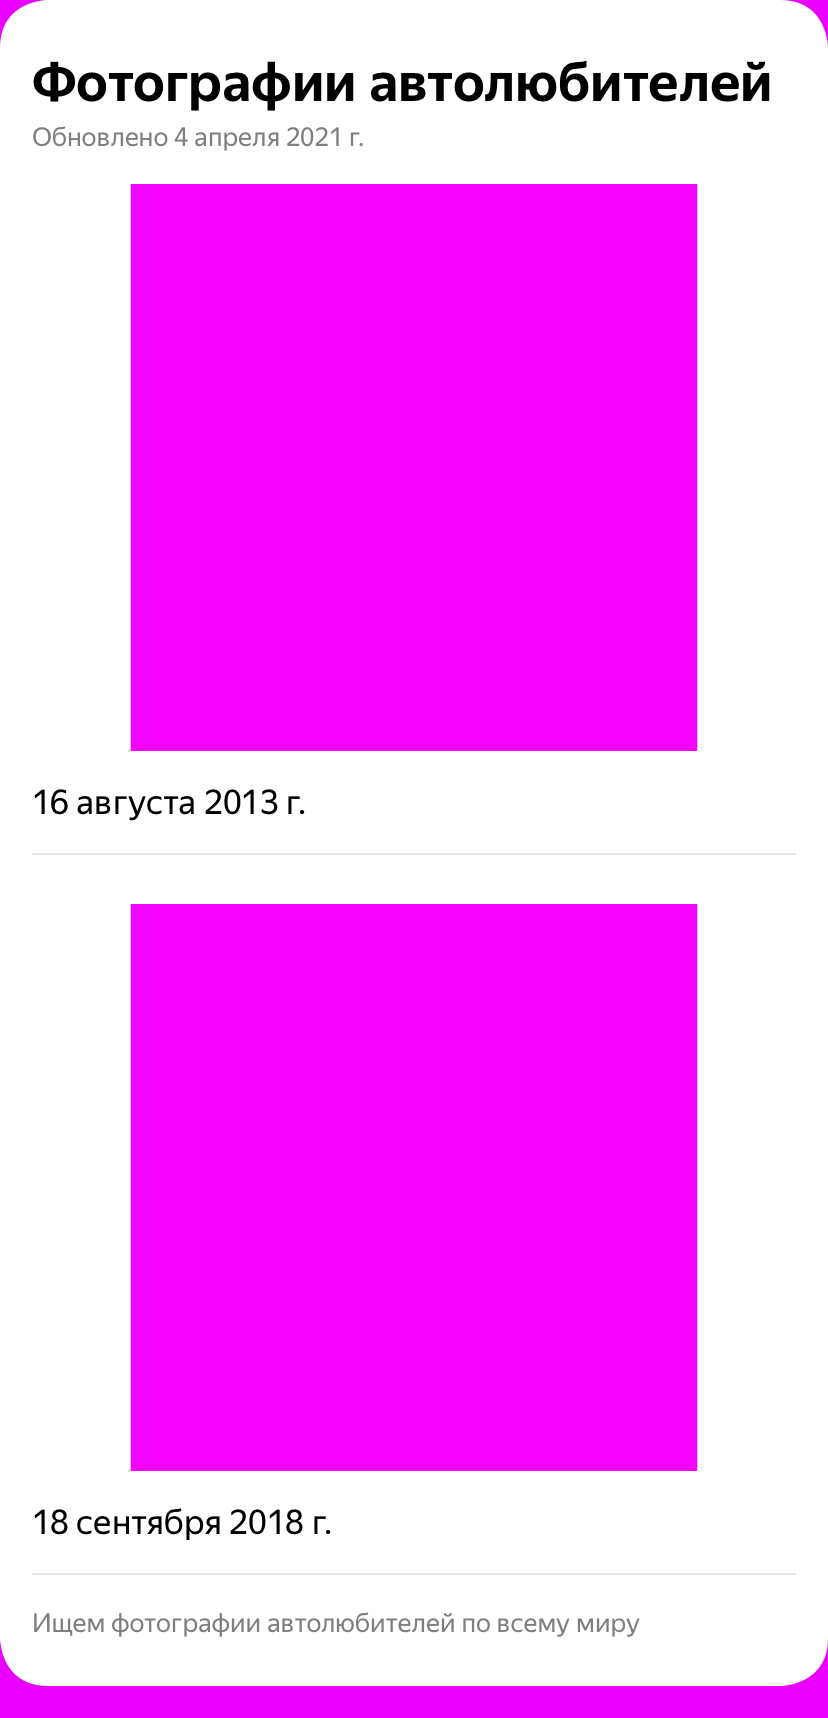 Фотографии автолюбителей
Обновлено 4 апреля 2021 г.
16 августа 2013 г.
18 сентября 2018 г.
Ищем фотографии автолюбителей по всему миру